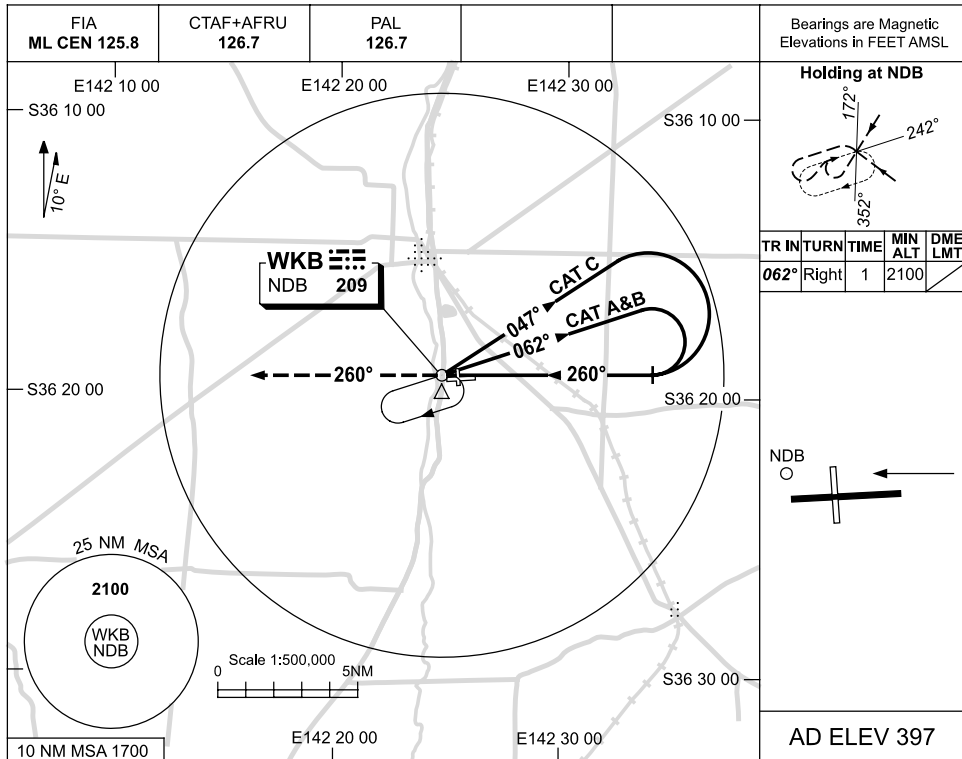 FIA
ML CEN 125.8
CTAF+AFRU
126.7
PAL
126.7
Bearings are Magnetic
Elevations in FEET AMSL
E142 10 00
E142 20 00
E142 30 00
S36 10 00
S36 10 00
10° E
WKB
NDB 209
CAT C
047°
CAT A&B
062°
260°
260°
S36 20 00
S36 20 00
25 NM MSA
2100
WKB
NDB
Scale 1:500,000
0
5NM
S36 30 00
E142 20 00
E142 30 00
10 NM MSA 1700
Holding at NDB
172°
242°
352°
TR IN TURN TIME MIN ALT DME LMT
062° Right 1 2100
NDB
AD ELEV 397